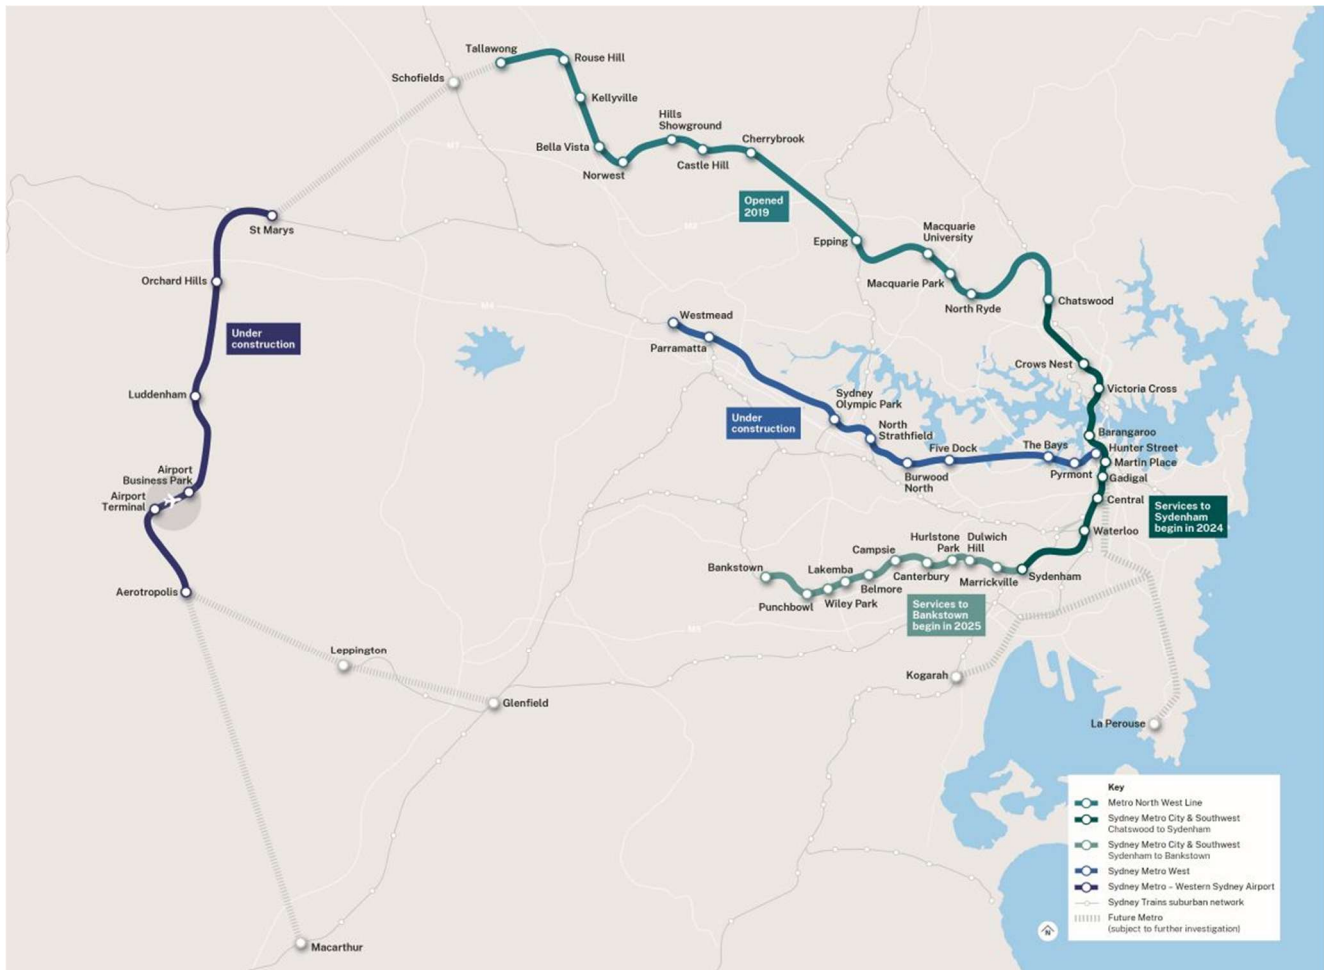 Tallawong
Rouse Hill
Schofields
Kellyville
Hills
Showground
Cherrybrook
Bella Vista
Castle Hill
Norwest
M7
Opened
2019
M2
St Marys
Epping
Macquarie
University
Orchard Hills
Macquarie Park
North Ryde
Chatswood
M4
Westmead
Under
construction
Parramatta
Crows Nest
Victoria Cross
Luddenham
Sydney
Olympic Park
Under
construction
North
Strathfield
Barangaroo
Five Dock
The Bays
Hunter Street
Martin Place
Pyrmont
Gadigal
Burwood
North
Airport
Business Park
Airport
Terminal
Central
Services to
Sydenham
begin in 2024
Waterloo
Hurlstone
Park
Dulwich
Hill
Campsie
Bankstown
Lakemba
Canterbury
Marrickville
Sydenham
Belmore
Wiley Park
Punchbowl
Aerotropolis
Services to
Bankstown
begin in 2025
Leppington
Kogarah
Glenfield
La Perouse
Macarthur
Key
Metro North West Line
Sydney Metro City & Southwest
Chatswood to Sydenham
Sydney Metro City & Southwest
Sydenham to Bankstown
Sydney Metro West
Sydney Metro – Western Sydney Airport
Sydney Trains suburban network
Future Metro
(subject to further investigation)
N